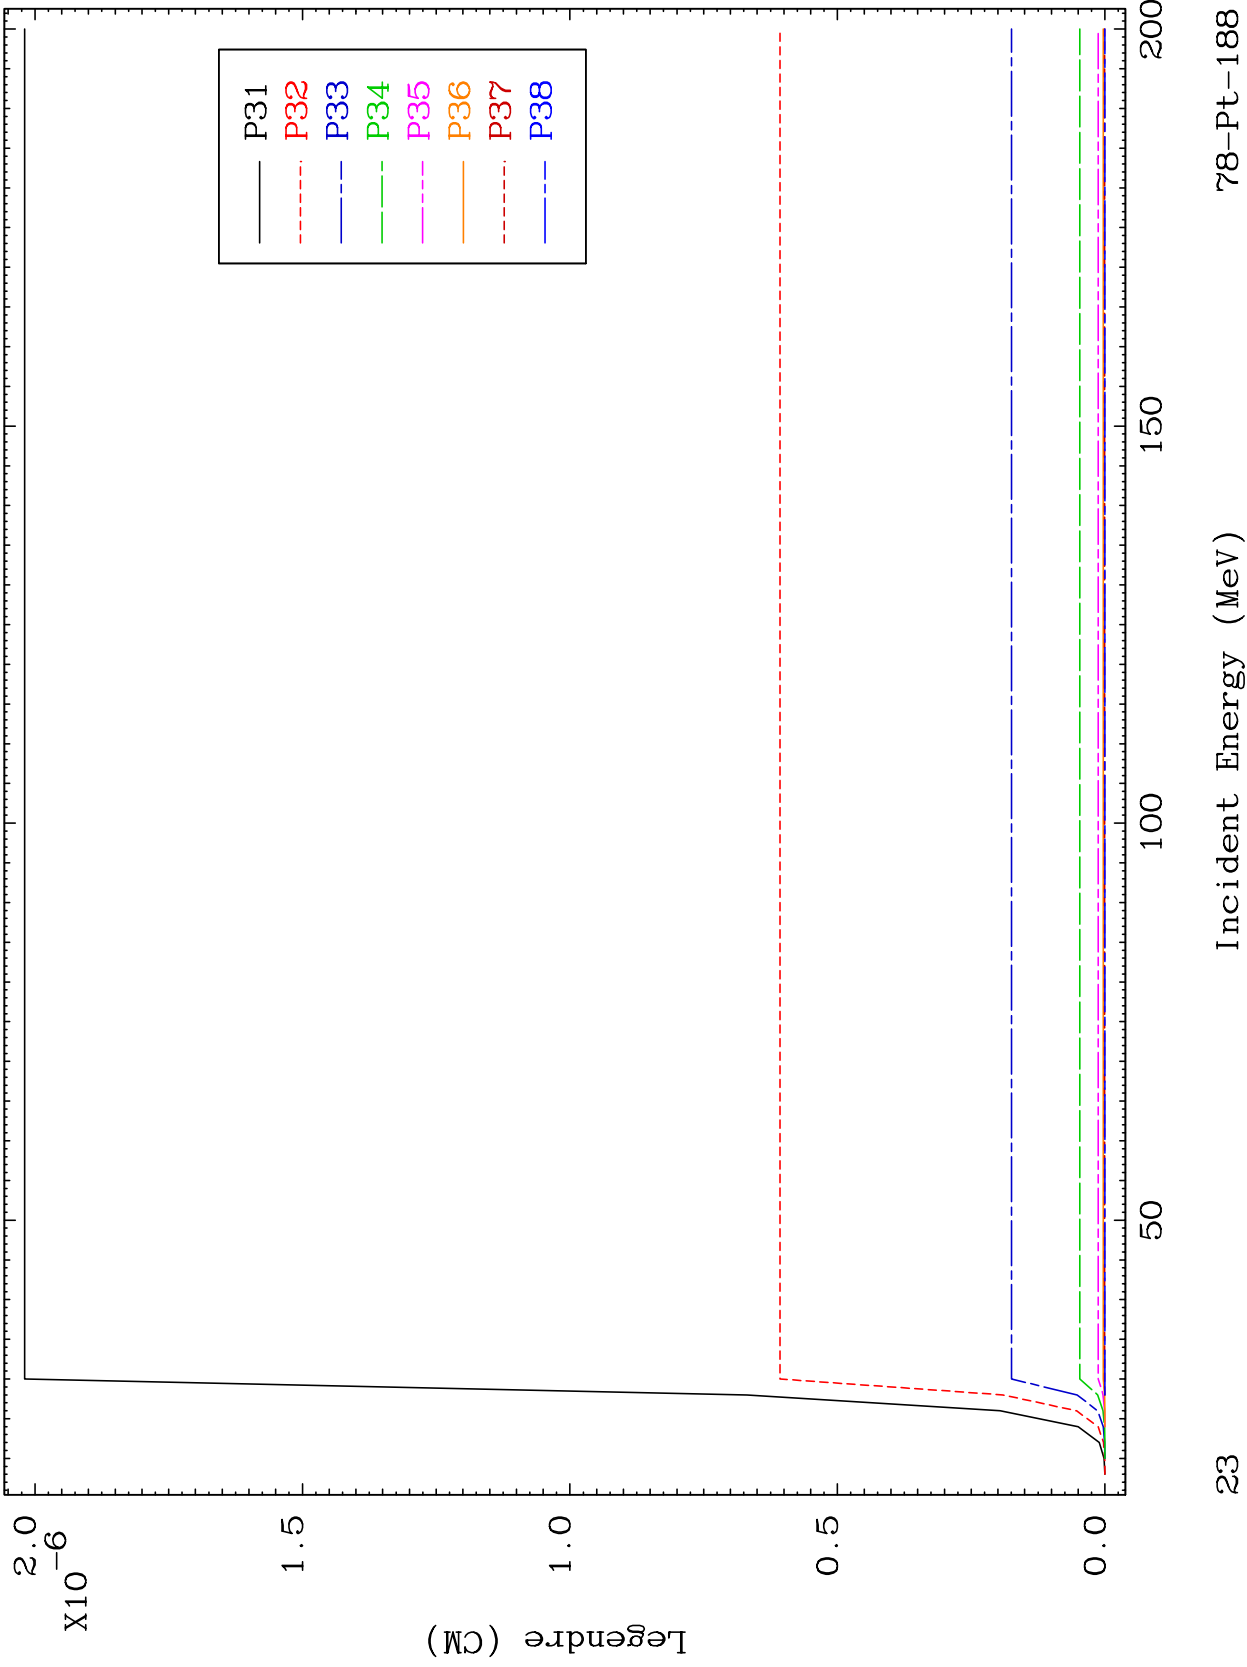 2.0
X10-6
1.5
1.0
0.5
0.0
Legendre (CM)
P31
P32
P33
P34
P35
P36
P37
P38
50
100
150
200
Incident Energy (MeV)
23
78-Pt-188